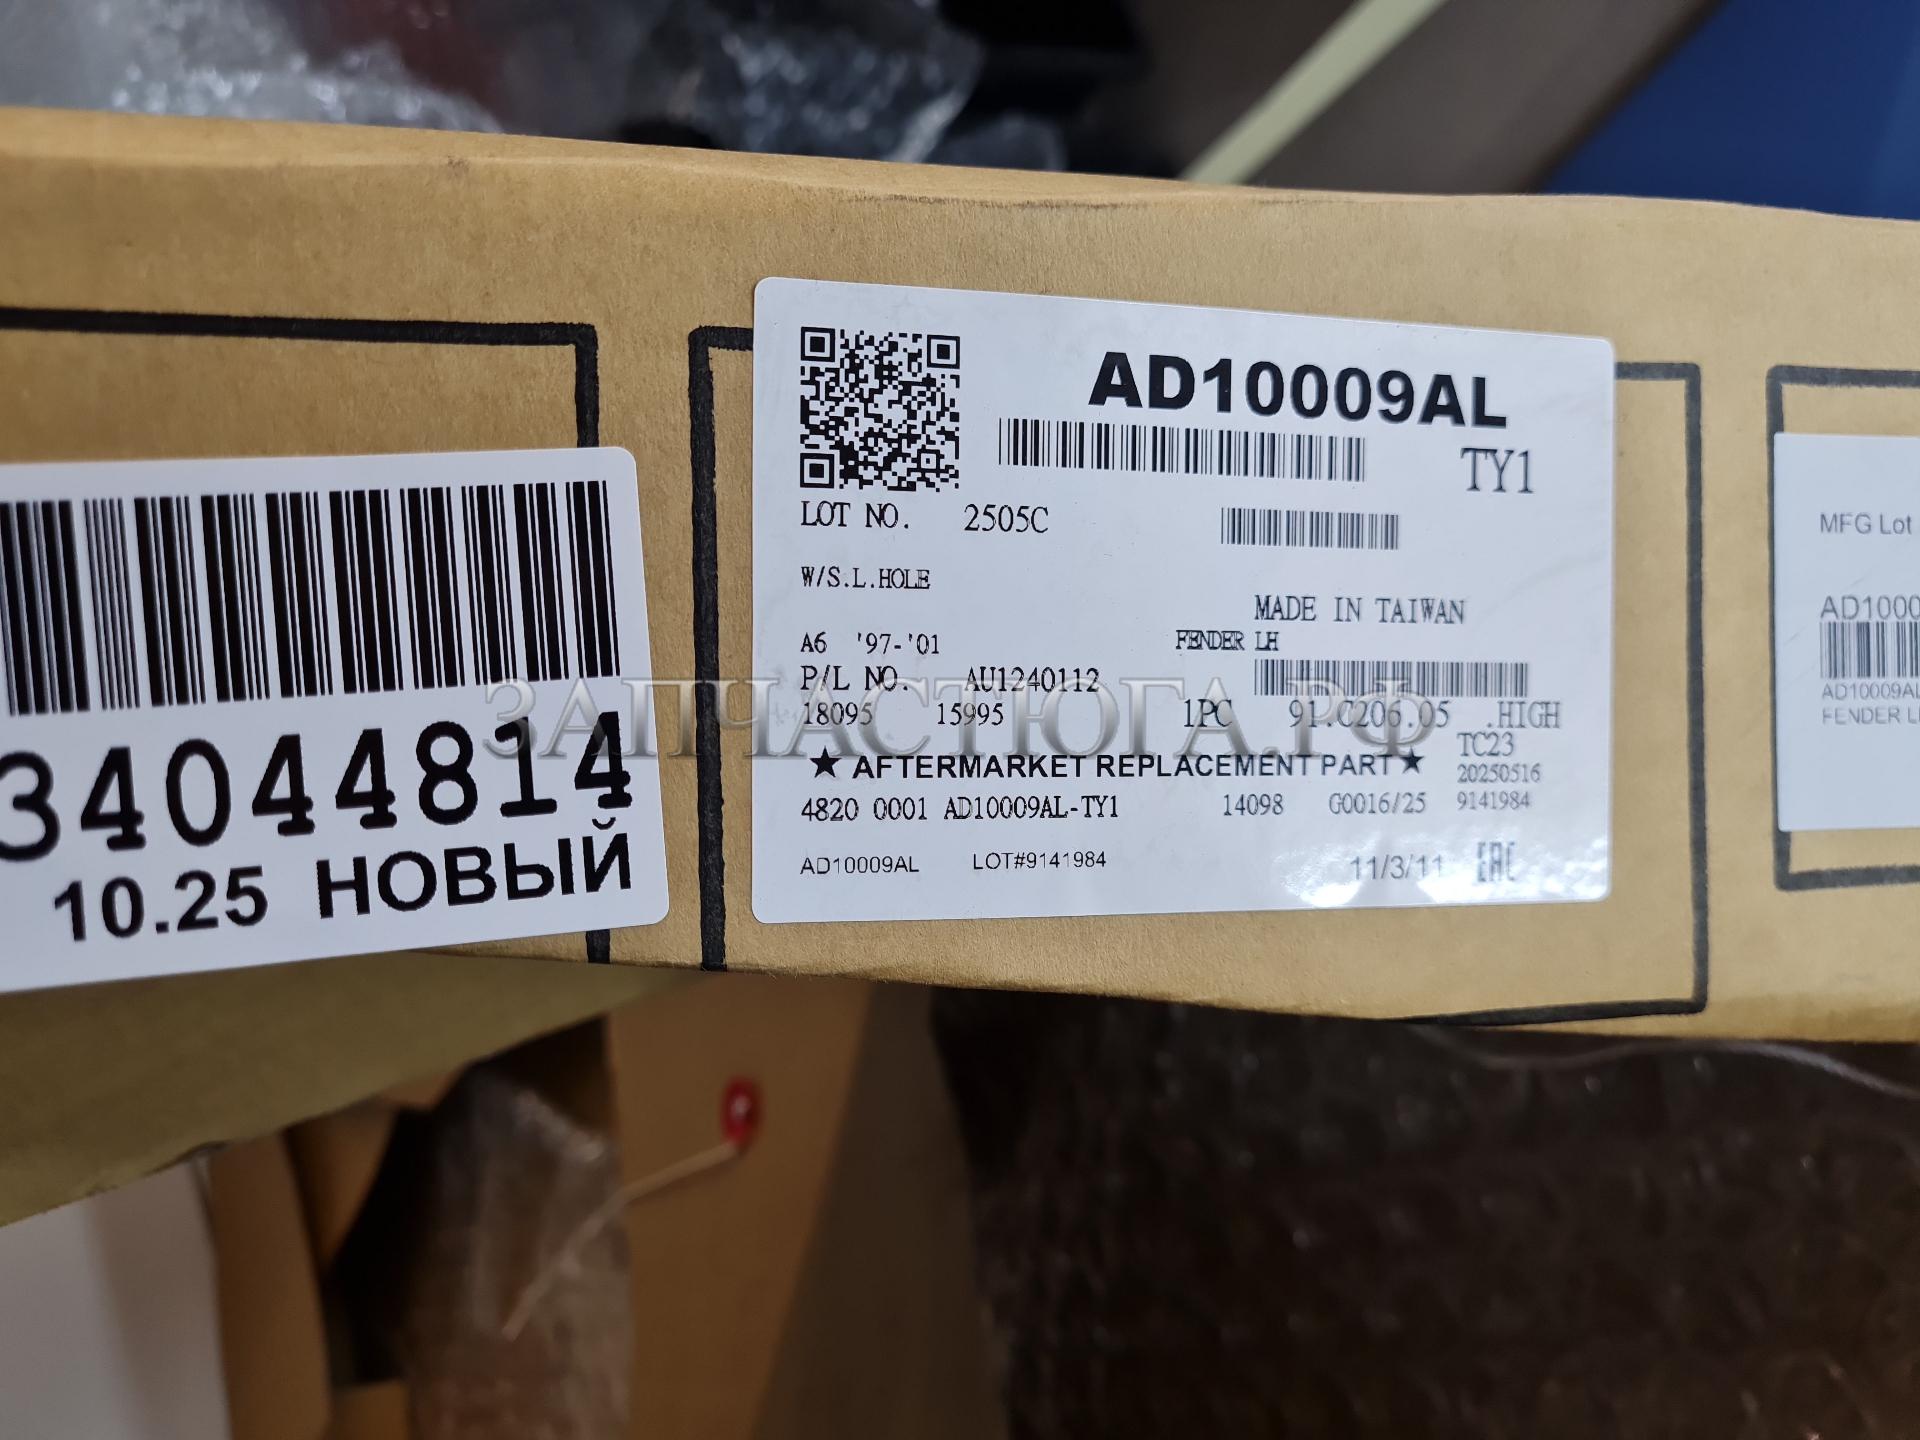 34044814
10.25 НОВЫЙ
AD10009AL
TY1
LOT NO. 2505C
W/S.L.HOLE
MADE IN TAIWAN
A6 '97-'01 FENDER LH
P/L NO. AU1240112
18095 15995 1PC 91.C206.05 .HIGH
TC23
★ AFTERMARKET REPLACEMENT PART ★
20250516
4820 0001 AD10009AL-TY1 14098 G0016/25 9141984
AD10009AL LOT#9141984 11/3/11 EAC
ЗАПЧАСТЮГА.РФ
MFG Lot
AD1000
AD10009AL
FENDER